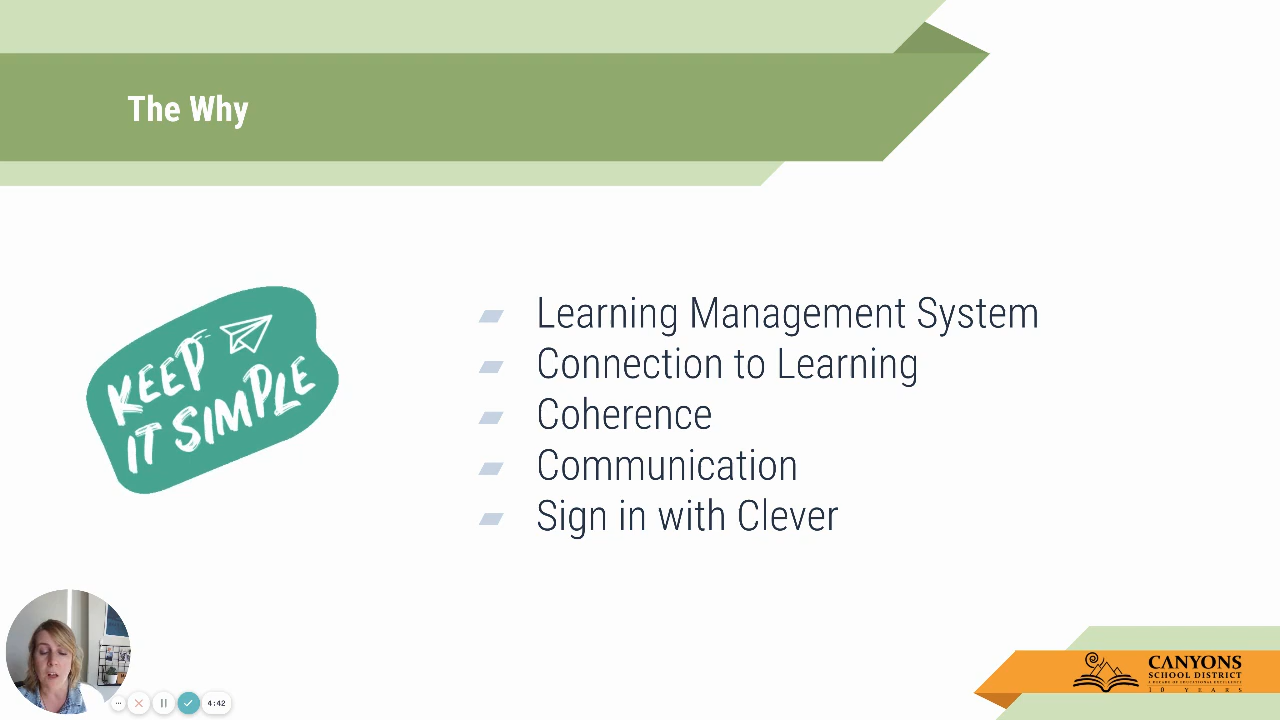 The Why
KEEP
IT SIMPLE
Learning Management System
Connection to Learning
Coherence
Communication
Sign in with Clever
4:42
CANYONS
SCHOOL DISTRICT
10 YEARS